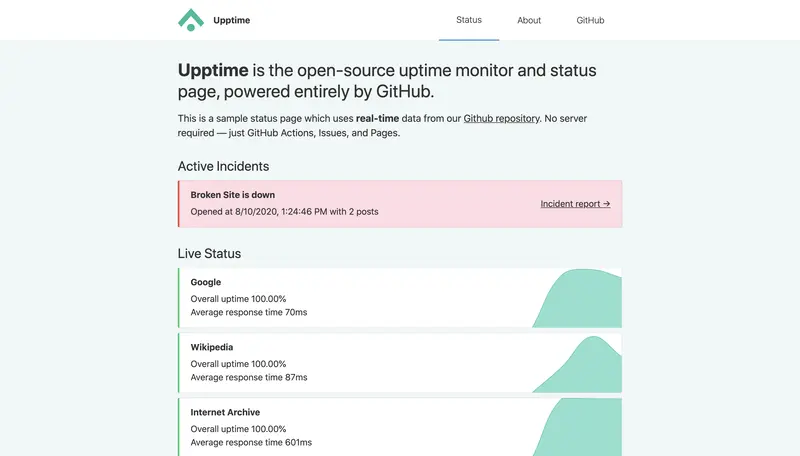 Upptime
Status
About
GitHub
Upptime is the open-source uptime monitor and status
page, powered entirely by GitHub.
This is a sample status page which uses real-time data from our Github repository. No server
required — just GitHub Actions, Issues, and Pages.
Active Incidents
Broken Site is down
Opened at 8/10/2020, 1:24:46 PM with 2 posts
Incident report →
Live Status
Google
Overall uptime 100.00%
Average response time 70ms
Wikipedia
Overall uptime 100.00%
Average response time 87ms
Internet Archive
Overall uptime 100.00%
Average response time 601ms